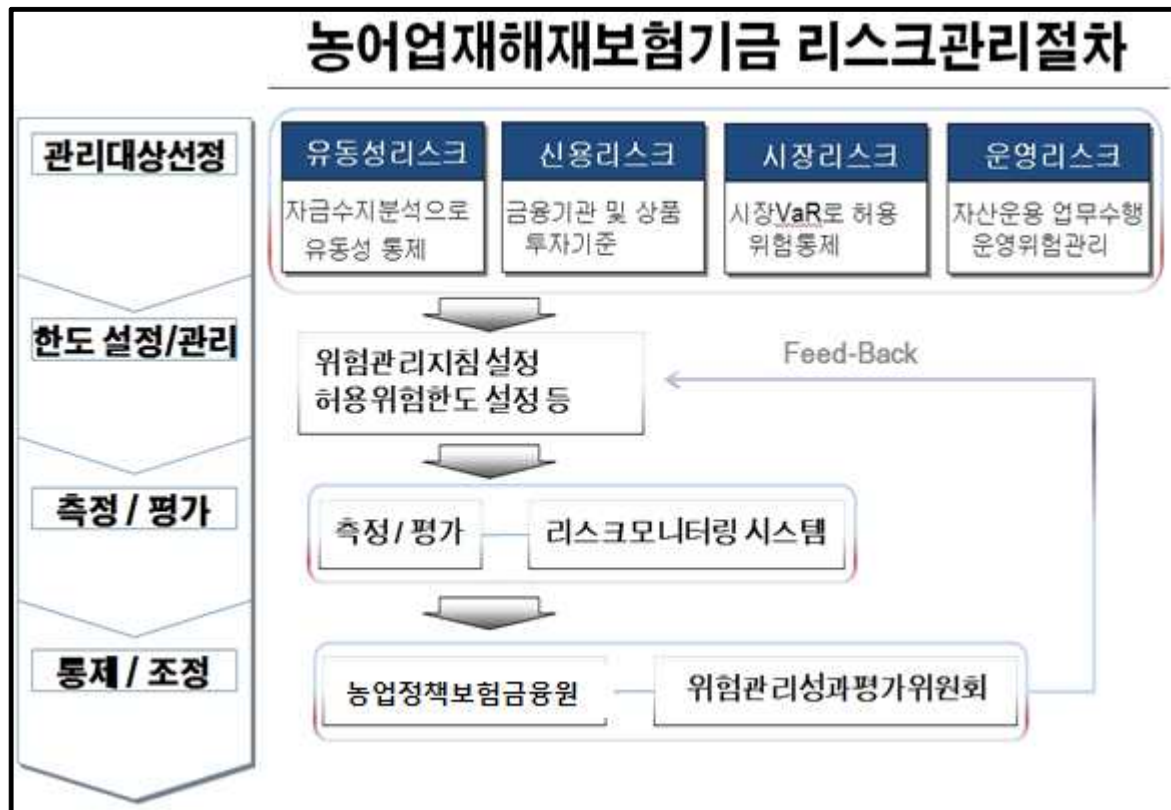 농어업재해재보험기금 리스크관리절차
관리대상선정
유동성리스크
자금수지분석으로
유동성 통제
신용리스크
금융기관 및 상품
투자기준
시장리스크
시장VaR로 허용
위험통제
운영리스크
자산운용 업무수행
운영위험관리
한도 설정/관리
위험관리지침 설정
허용위험한도 설정 등
Feed-Back
측정 / 평가
측정 / 평가
리스크모니터링 시스템
통제 / 조정
농업정책보험금융원
위험관리성과평가위원회